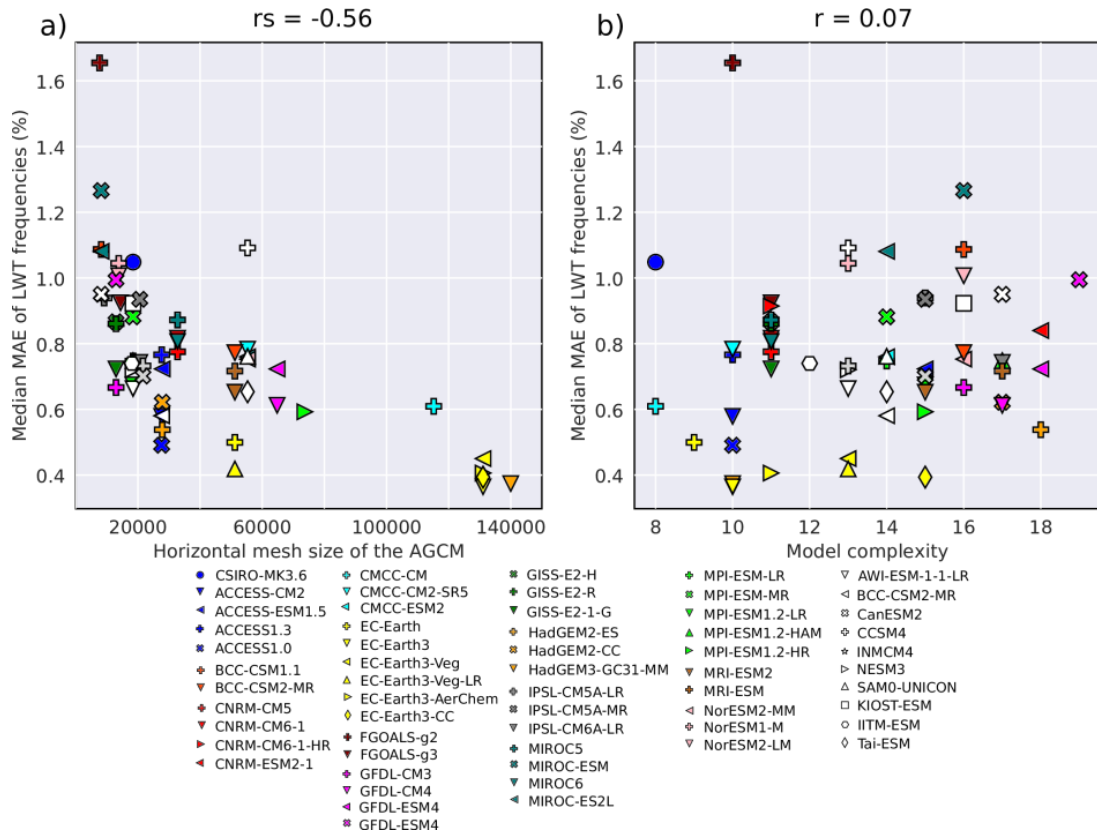 a)
rs = -0.56
b)
r = 0.07
Median MAE of LWT frequencies (%)
1.6
1.4
1.2
1.0
0.8
0.6
0.4
20000
60000
100000
140000
Horizontal mesh size of the AGCM
Median MAE of LWT frequencies (%)
1.6
1.4
1.2
1.0
0.8
0.6
0.4
8
10
12
14
16
18
Model complexity
CSIRO-MK3.6
ACCESS-CM2
ACCESS-ESM1.5
ACCESS1.3
ACCESS1.0
BCC-CSM1.1
BCC-CSM2-MR
CNRM-CM5
CNRM-CM6-1
CNRM-CM6-1-HR
CNRM-ESM2-1
CMCC-CM
CMCC-CM2-SR5
CMCC-ESM2
EC-Earth
EC-Earth3
EC-Earth3-Veg
EC-Earth3-Veg-LR
EC-Earth3-AerChem
EC-Earth3-CC
FGOALS-g2
FGOALS-g3
GFDL-CM3
GFDL-CM4
GFDL-ESM4
GFDL-ESM4
GISS-E2-H
GISS-E2-R
GISS-E2-1-G
HadGEM2-ES
HadGEM2-CC
HadGEM3-GC31-MM
IPSL-CM5A-LR
IPSL-CM5A-MR
IPSL-CM6A-LR
MIROC5
MIROC-ESM
MIROC6
MIROC-ES2L
MPI-ESM-LR
MPI-ESM-MR
MPI-ESM1.2-LR
MPI-ESM1.2-HAM
MPI-ESM1.2-HR
MRI-ESM2
MRI-ESM
NorESM2-MM
NorESM1-M
NorESM2-LM
AWI-ESM-1-1-LR
BCC-CSM2-MR
CanESM2
CCSM4
INMCM4
NESM3
SAM0-UNICON
KIOST-ESM
IITM-ESM
Tai-ESM